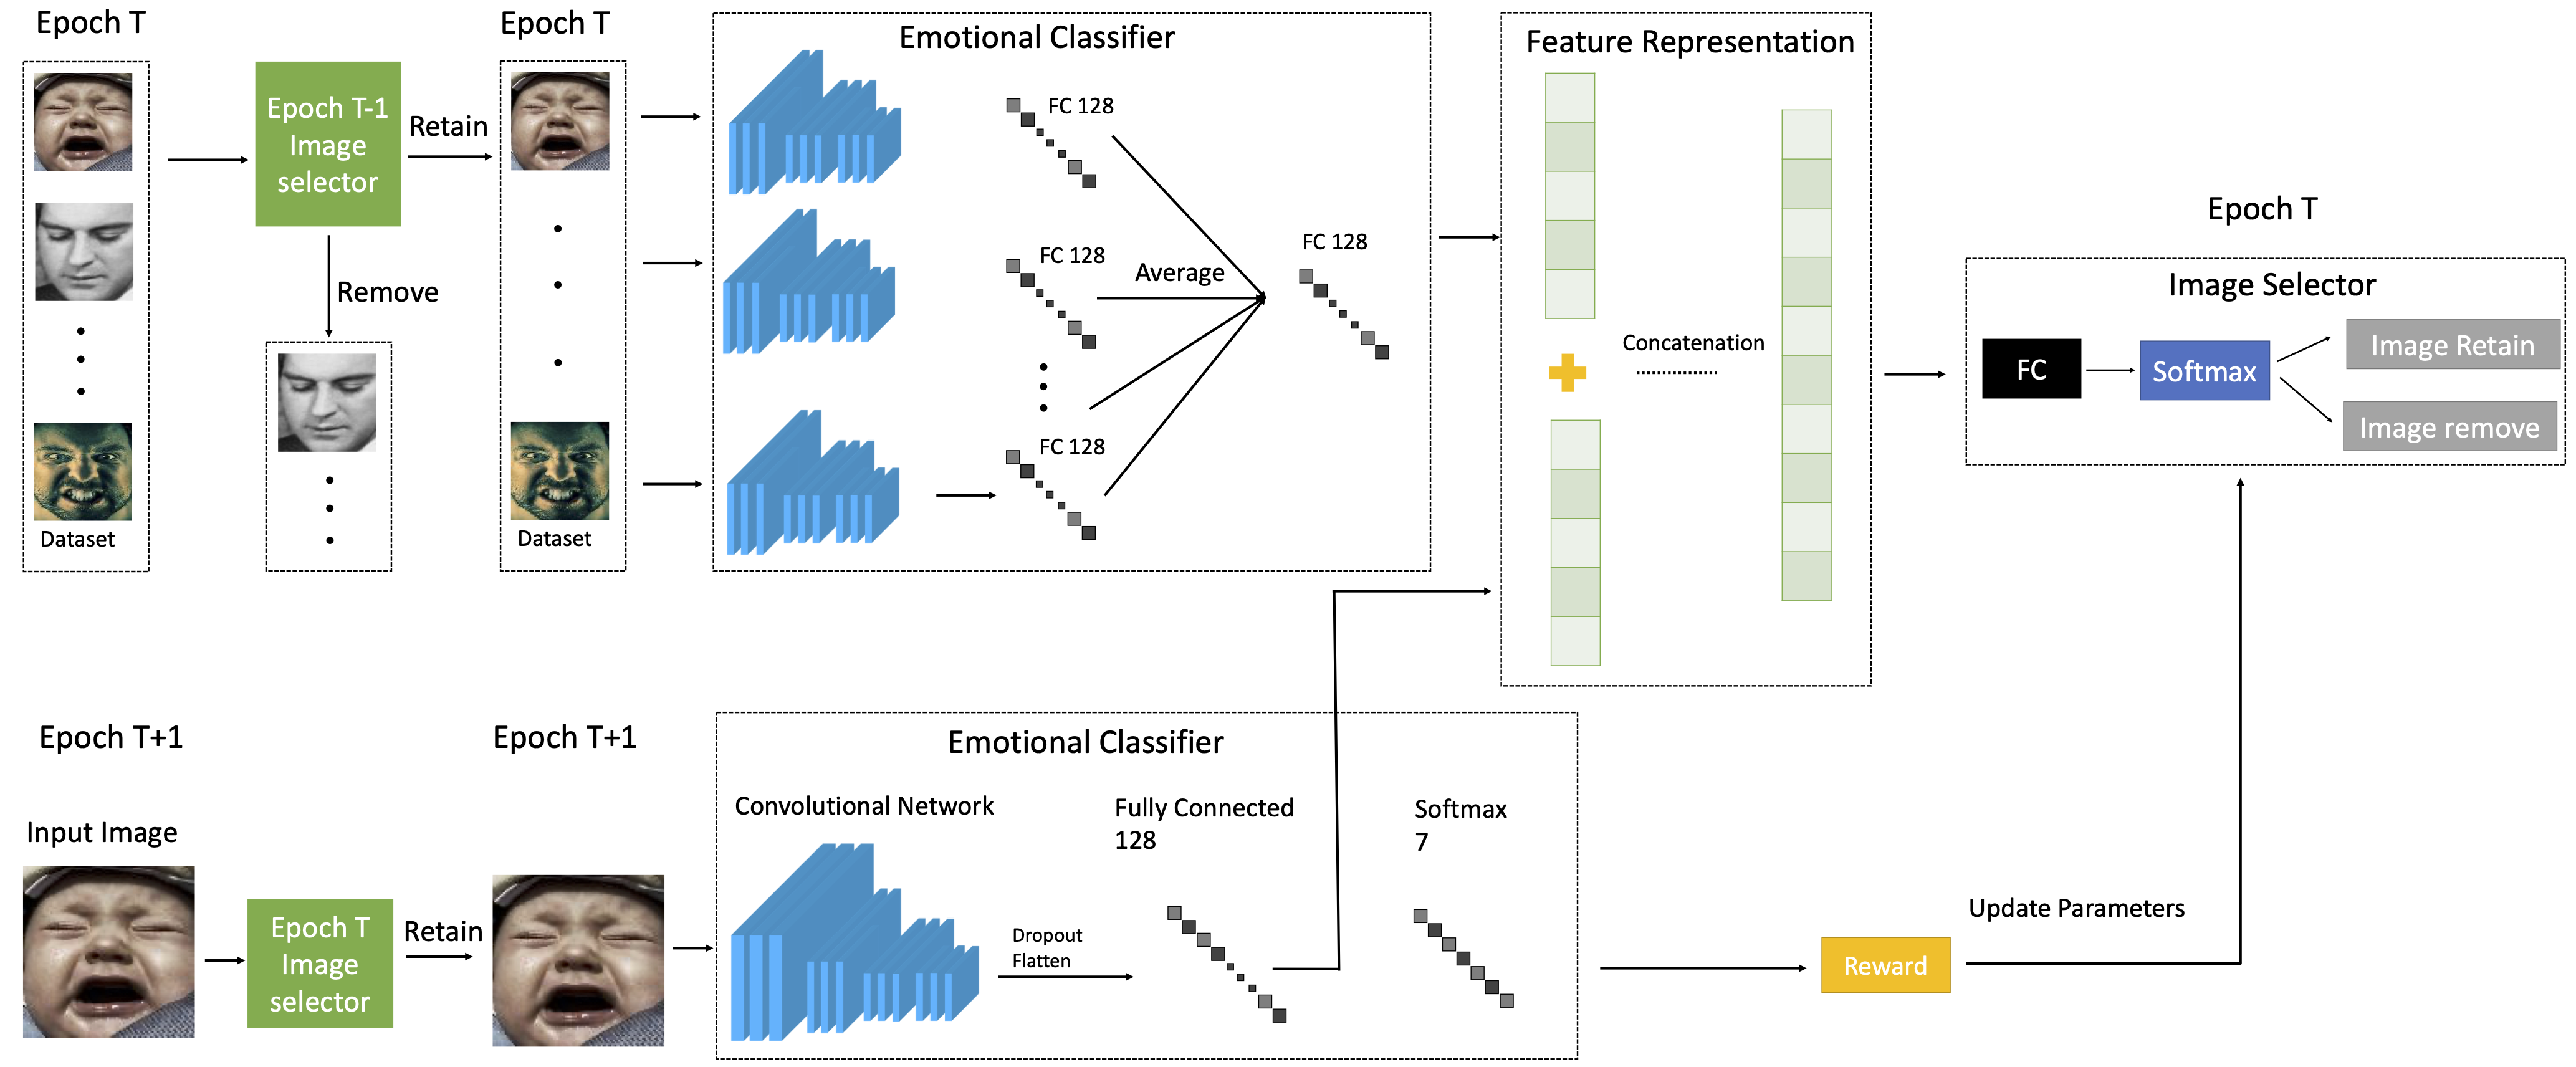 Epoch T
Epoch T-1
Image
selector
Retain
Remove
Dataset
Epoch T
Dataset
Emotional Classifier
FC 128
FC 128
FC 128
Average
FC 128
Feature Representation
Concatenation
Epoch T
Image Selector
FC
Softmax
Image Retain
Image remove
Epoch T+1
Input Image
Epoch T
Image
selector
Retain
Epoch T+1
Emotional Classifier
Convolutional Network
Dropout
Flatten
Fully Connected
128
Softmax
7
Reward
Update Parameters